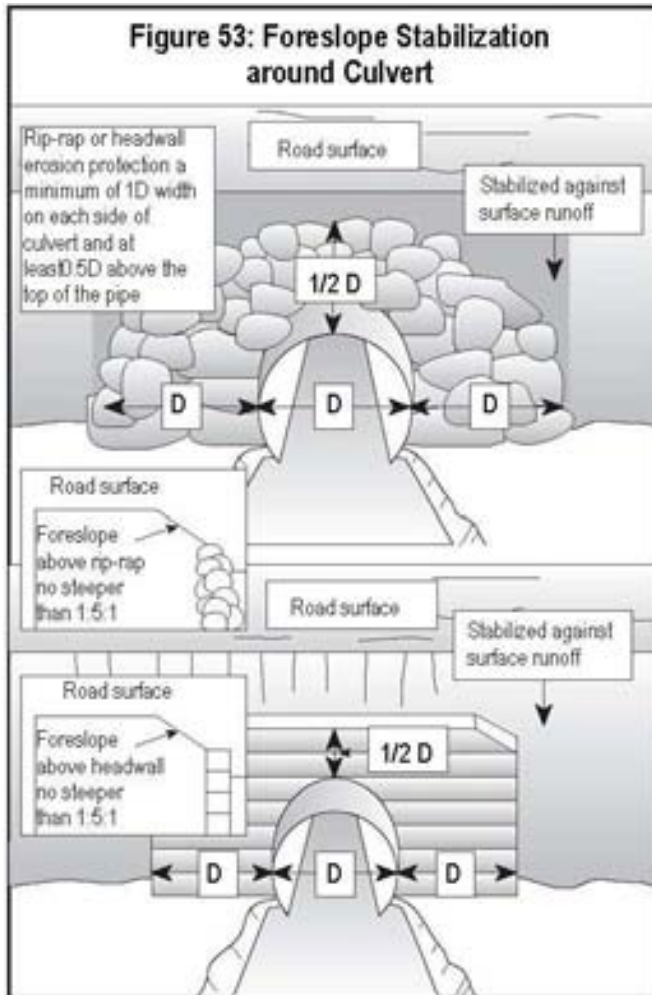 Figure 53: Foreslope Stabilization
around Culvert
Rip-rap or headwall
erosion protection a
minimum of 1D width
on each side of
culvert and at
least0.5D above the
top of the pipe
Road surface
Stabilized against
surface runoff
1/2 D
D
D
D
Road surface
Foreslope
above rip-rap
no steeper
than 1:5:1
Road surface
Stabilized against
surface runoff
Road surface
Foreslope
above headwall
no steeper
than 1:5:1
1/2 D
D
D
D